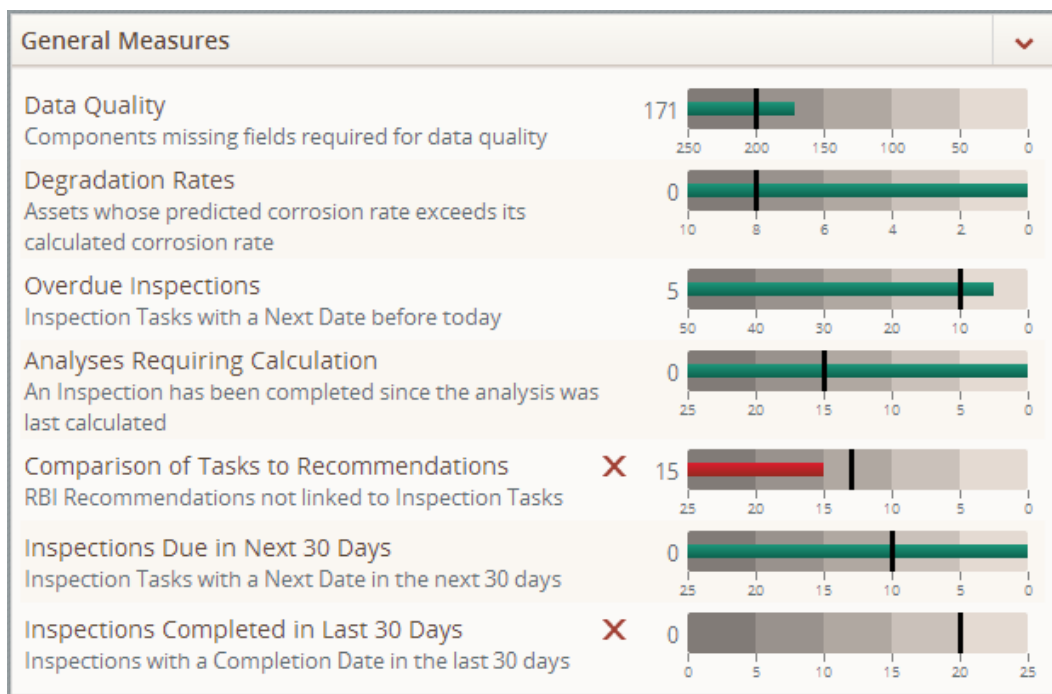 General Measures
Data Quality
Components missing fields required for data quality
171
250 200 150 100 50 0
Degradation Rates
Assets whose predicted corrosion rate exceeds its
calculated corrosion rate
0
10 8 6 4 2 0
Overdue Inspections
Inspection Tasks with a Next Date before today
5
50 40 30 20 10 0
Analyses Requiring Calculation
An Inspection has been completed since the analysis was
last calculated
0
25 20 15 10 5 0
Comparison of Tasks to Recommendations
RBI Recommendations not linked to Inspection Tasks
15
25 20 15 10 5 0
Inspections Due in Next 30 Days
Inspection Tasks with a Next Date in the next 30 days
0
25 20 15 10 5 0
Inspections Completed in Last 30 Days
Inspections with a Completion Date in the last 30 days
0
0 5 10 15 20 25